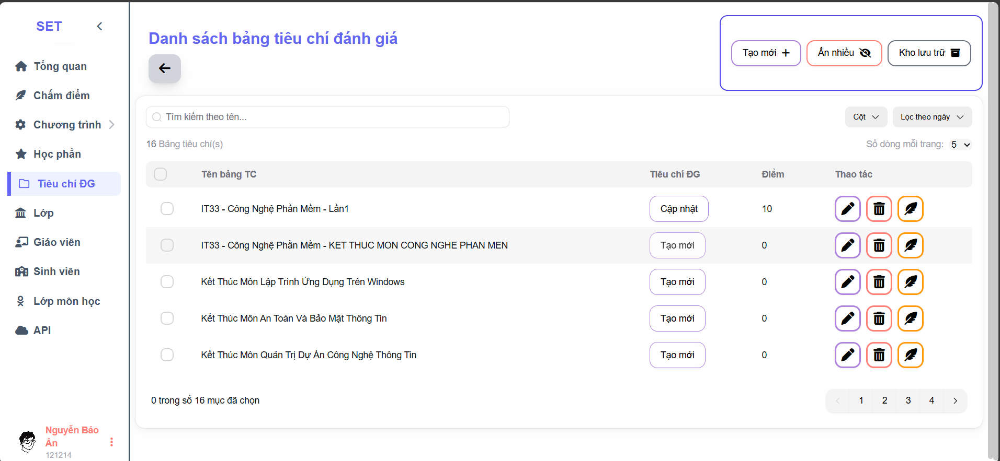 SET
Tổng quan
Chấm điểm
Chương trình
Học phần
Tiêu chí ĐG
Lớp
Giáo viên
Sinh viên
Lớp môn học
API
Nguyễn Bảo
Ân
121214
Danh sách bảng tiêu chí đánh giá
Tạo mới
Ẩn nhiều
Kho lưu trữ
Tìm kiếm theo tên...
Cột
Lọc theo ngày
16 Bảng tiêu chí(s)
Số dòng mỗi trang: 5
Tên bảng TC Tiêu chí ĐG Điểm Thao tác
IT33 - Công Nghệ Phần Mềm - Lần1 Cập nhật 10
IT33 - Công Nghệ Phần Mềm - KET THUC MON CONG NGHE PHAN MEN Tạo mới 0
Kết Thúc Môn Lập Trình Ứng Dụng Trên Windows Tạo mới 0
Kết Thúc Môn An Toàn Và Bảo Mật Thông Tin Tạo mới 0
Kết Thúc Môn Quản Trị Dự Án Công Nghệ Thông Tin Tạo mới 0
0 trong số 16 mục đã chọn
1 2 3 4